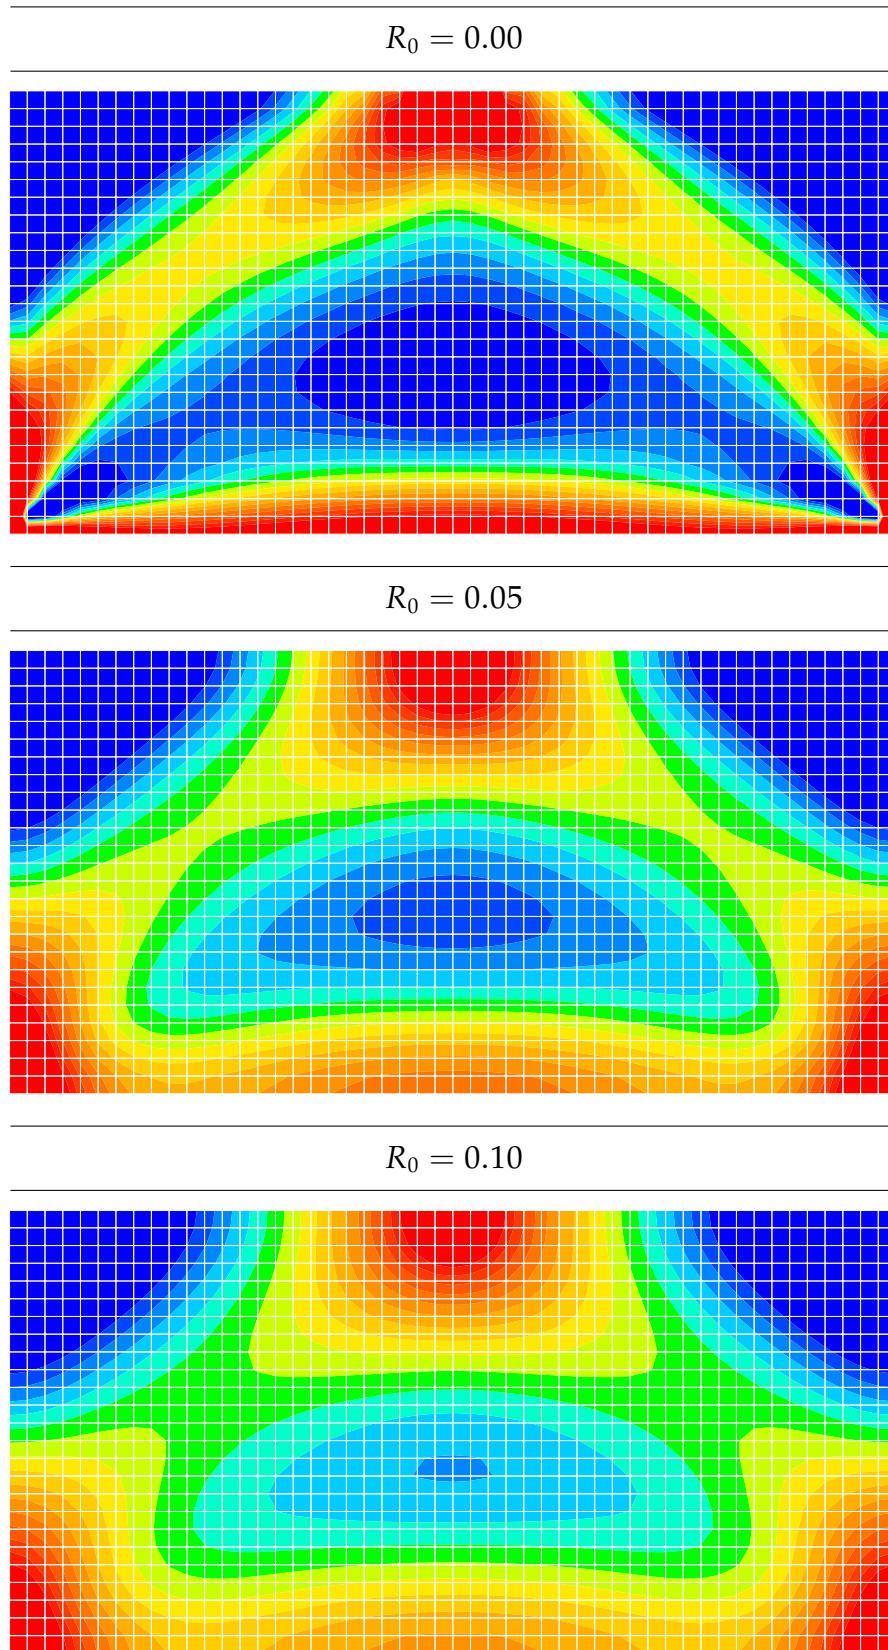 R₀ = 0.00
R₀ = 0.05
R₀ = 0.10